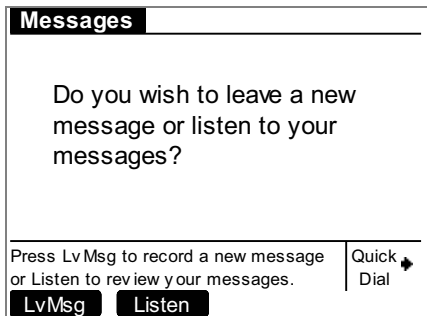 Messages
Do you wish to leave a new
message or listen to your
messages?
Press LvMsg to record a new message
or Listen to review your messages.
Quick
Dial
LvMsg
Listen